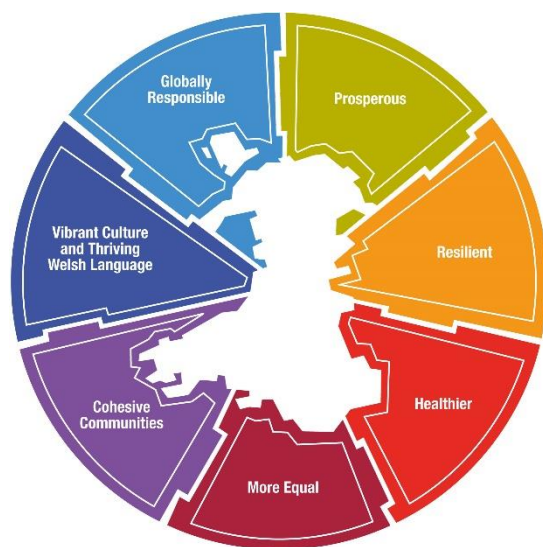 Globally
Responsible
Prosperous
Vibrant Culture
and Thriving
Welsh Language
Resilient
Cohesive
Communities
Healthier
More Equal